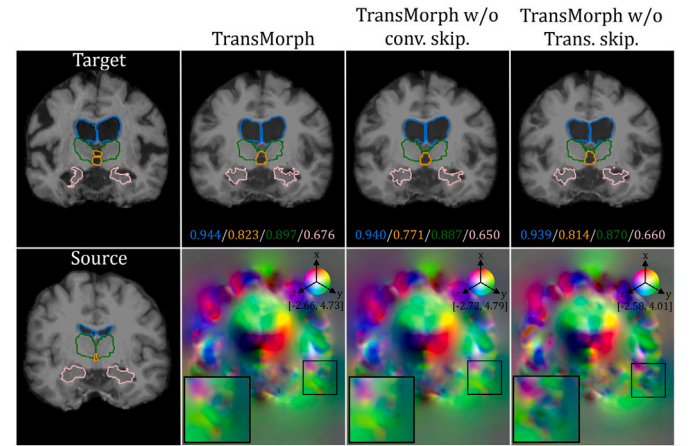 TransMorph
TransMorph w/o
conv. skip.
TransMorph w/o
Trans. skip.
Target
0.944/0.823/0.897/0.676
0.940/0.771/0.887/0.650
0.939/0.814/0.870/0.660
Source
x
y
[-2.66, 4.73]
x
y
[-2.72, 4.79]
x
y
[-2.58, 4.01]